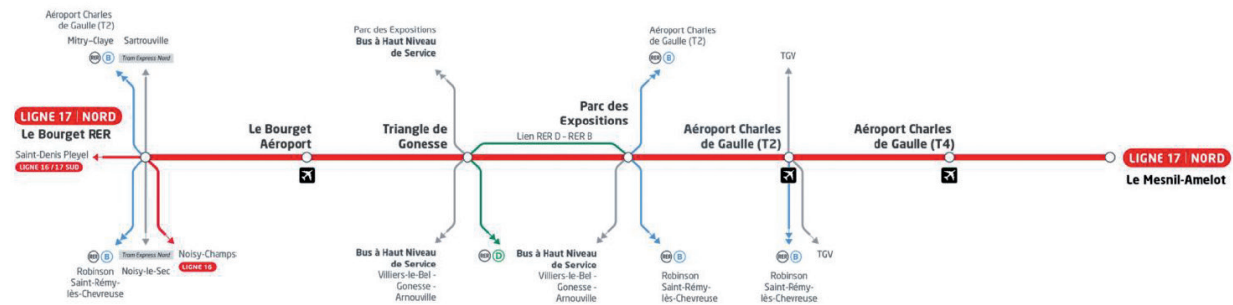 Aéroport Charles
de Gaulle (T2)
Mitry-Claye
RER B
Sartrouville
Tram Express Nord
LIGNE 17 | NORD
Le Bourget RER
Saint-Denis Pleyel
LIGNE 16 / 17 SUD
RER B
Robinson
Saint-Rémy-
lès-Chevreuse
Tram Express Nord
Noisy-le-Sec
Noisy-Champs
LIGNE 16
Le Bourget
Aéroport
Parc des Expositions
Bus à Haut Niveau
de Service
Triangle de
Gonesse
Lien RER D - RER B
Bus à Haut Niveau
de Service
Villiers-le-Bel -
Gonesse -
Arnouville
RER D
Parc des
Expositions
Aéroport Charles
de Gaulle (T2)
RER B
Bus à Haut Niveau
de Service
Villiers-le-Bel -
Gonesse -
Arnouville
RER B
Robinson
Saint-Rémy-
lès-Chevreuse
TGV
Aéroport Charles
de Gaulle (T2)
RER B
Robinson
Saint-Rémy-
lès-Chevreuse
TGV
Aéroport Charles
de Gaulle (T4)
LIGNE 17 | NORD
Le Mesnil-Amelot